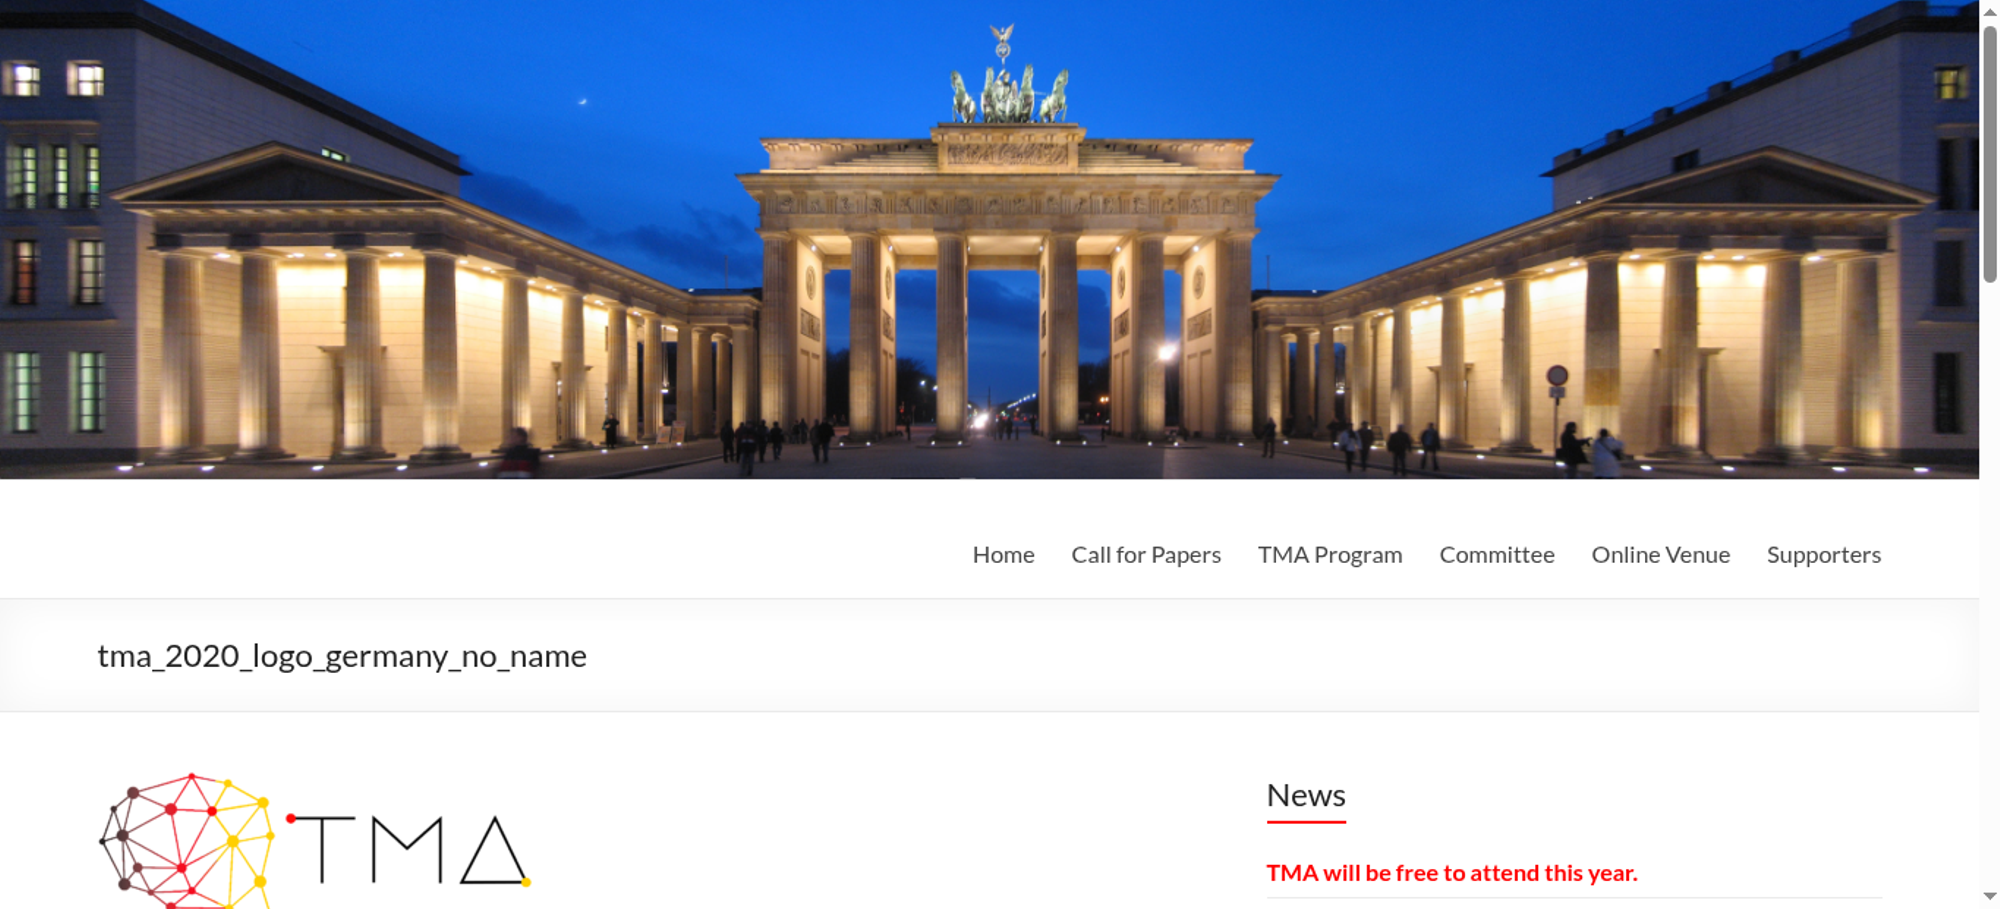 Home Call for Papers TMA Program Committee Online Venue Supporters
tma_2020_logo_germany_no_name
TMA
News
TMA will be free to attend this year.